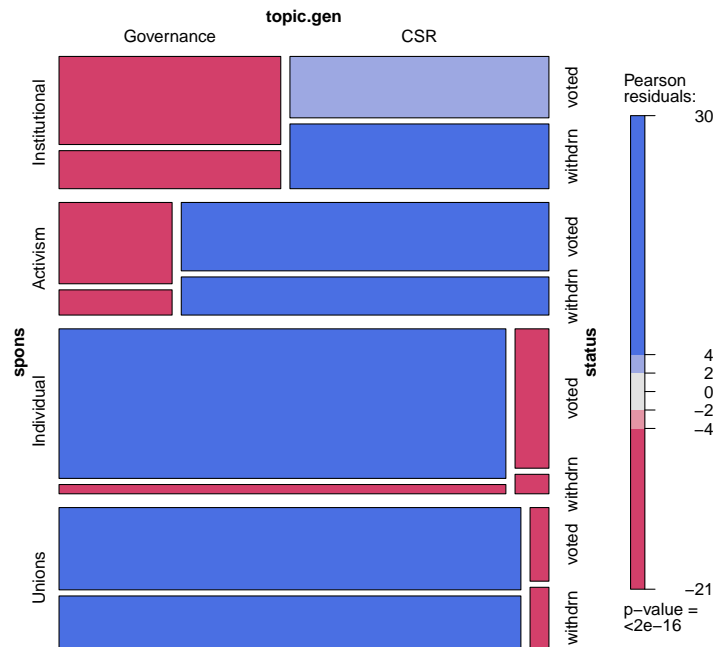 topic.gen
Governance CSR
spons
Institutional
Activism
Individual
Unions
voted
withdrn
voted
withdrn
voted
withdrn
voted
withdrn
status
Pearson
residuals:
30
4
2
0
−2
−4
−21
p−value =
<2e−16